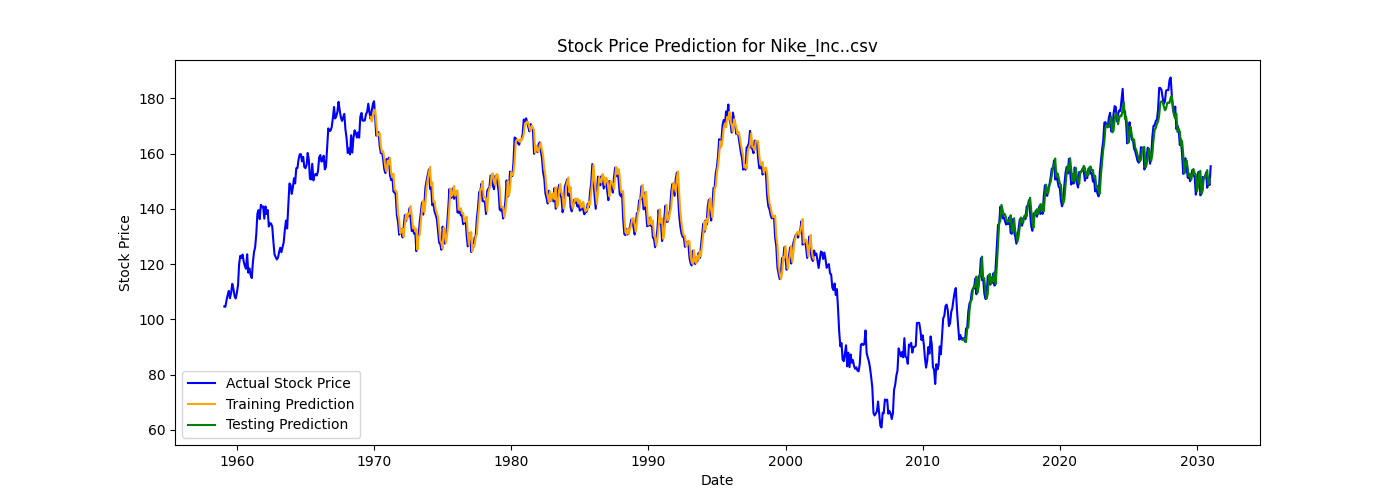 Stock Price Prediction for Nike_Inc..csv
Stock Price
180
160
140
120
100
80
60
Actual Stock Price
Training Prediction
Testing Prediction
1960 1970 1980 1990 2000 2010 2020 2030
Date